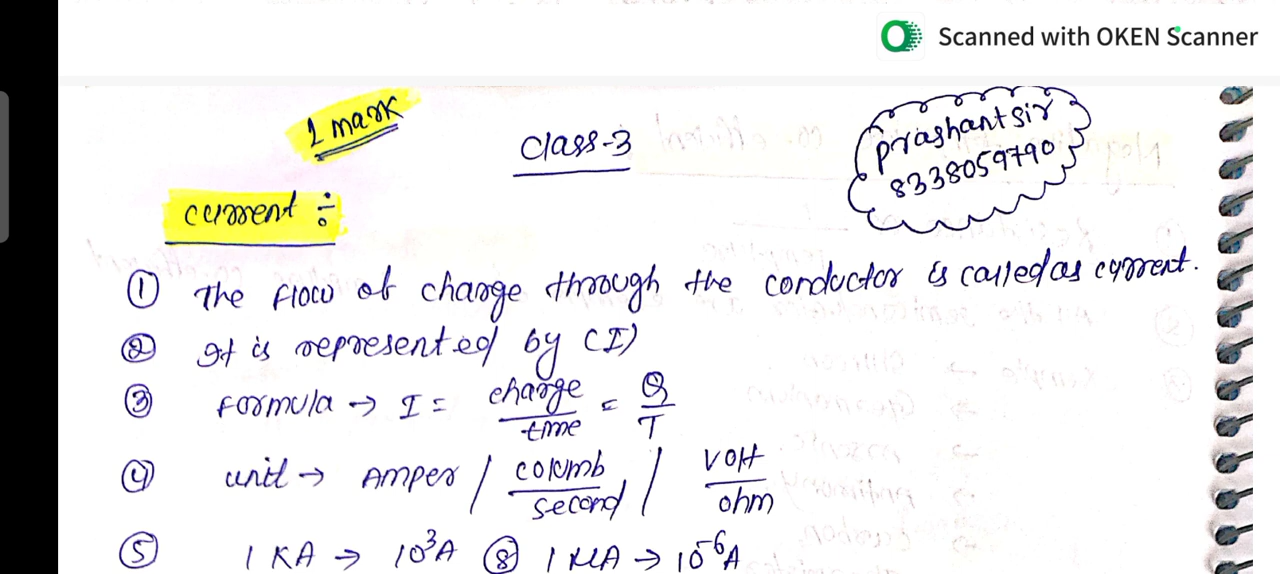 Scanned with OKEN Scanner
1 mark
Class-3
prashant sir
8338059790
current :
① The flow of charge through the conductor is called as current.
② It is represented by (I)
③ formula → I = charge/time = Q/T
④ unit → Amper / colomb/second / volt/ohm
⑤ 1 KA → 10³A ⑧ 1 μA → 10⁻⁶A